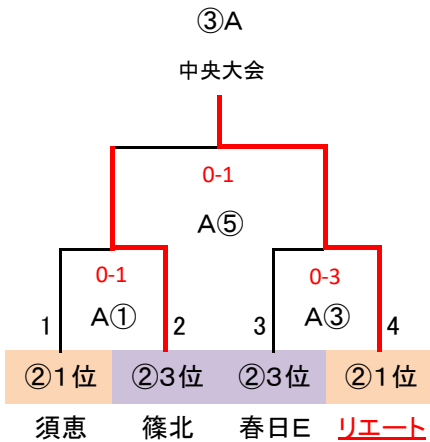 ③A
中央大会
0-1
A⑤
0-1 0-3
1 A① 2 3 A③ 4
②1位 ②3位 ②3位 ②1位
須恵 篠北 春日E リエート